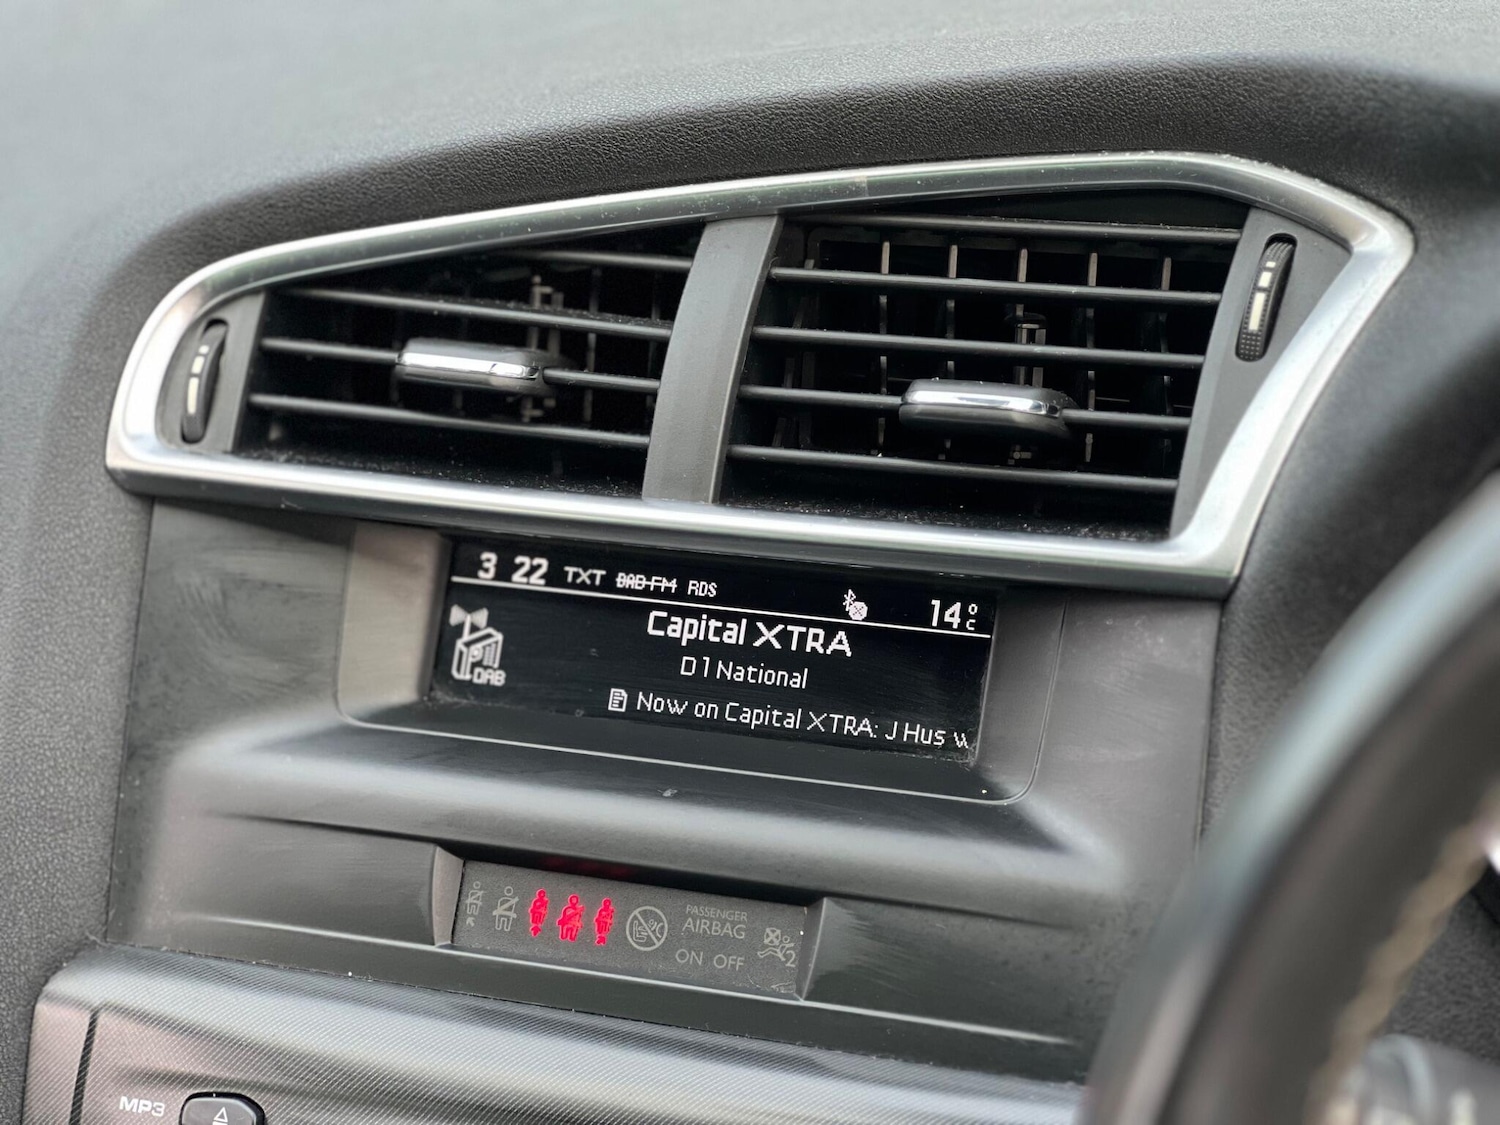 3 22 TXT DAB-FM RDS 14°C
Capital XTRA
DAB
D1 National
Now on Capital XTRA: J Hus w
PASSENGER
AIRBAG
ON OFF
2
MP3